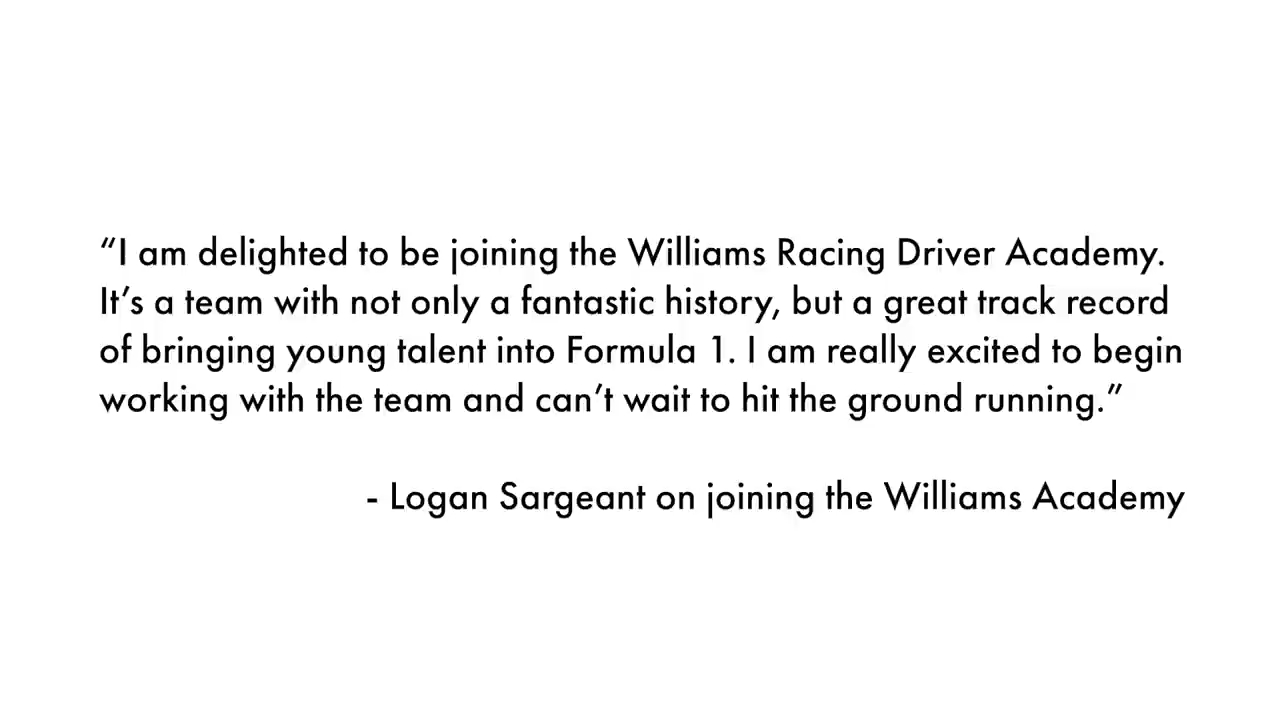 “I am delighted to be joining the Williams Racing Driver Academy.
It’s a team with not only a fantastic history, but a great track record
of bringing young talent into Formula 1. I am really excited to begin
working with the team and can’t wait to hit the ground running.”
- Logan Sargeant on joining the Williams Academy